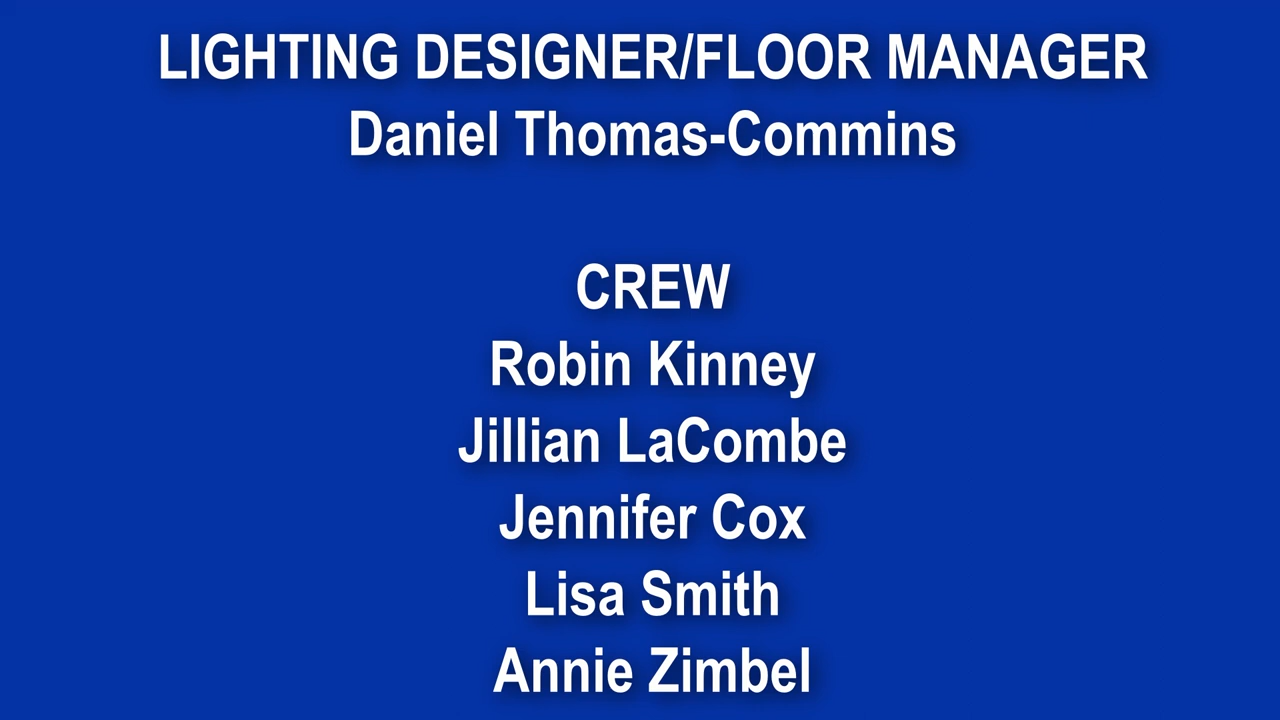 LIGHTING DESIGNER/FLOOR MANAGER
Daniel Thomas-Commins
CREW
Robin Kinney
Jillian LaCombe
Jennifer Cox
Lisa Smith
Annie Zimbel